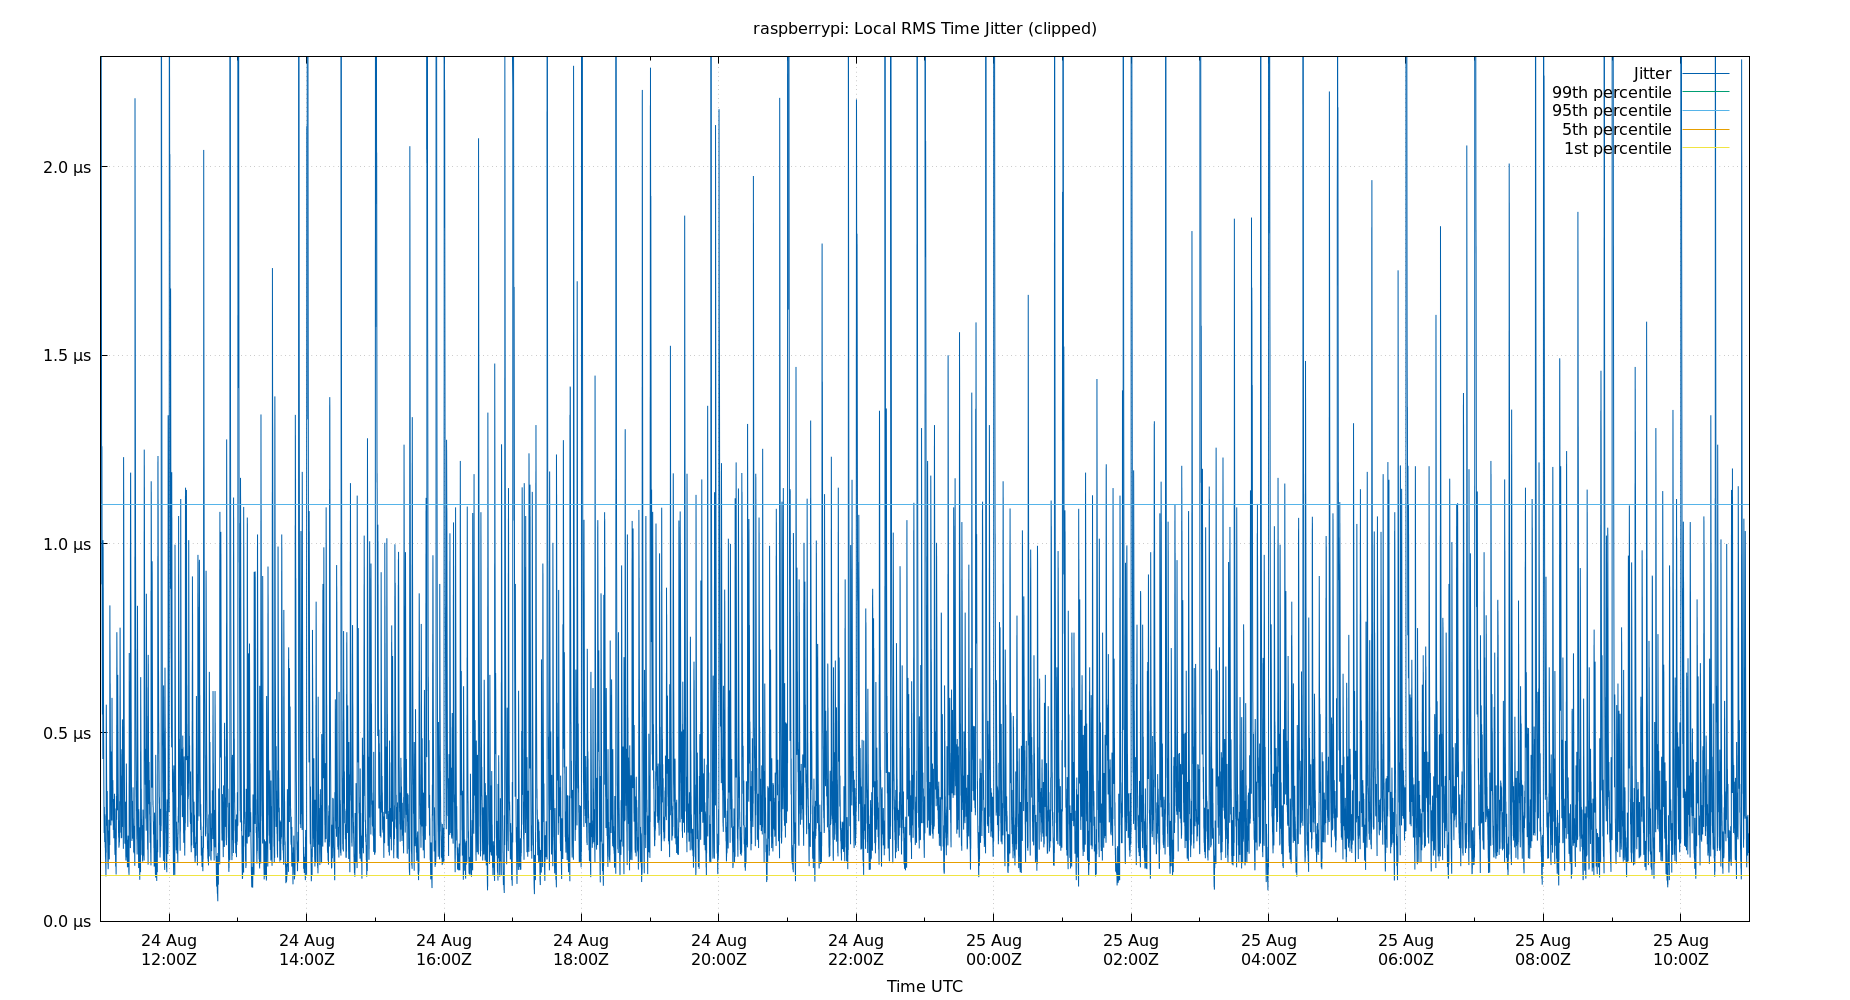 raspberrypi: Local RMS Time Jitter (clipped)
Jitter
99th percentile
95th percentile
5th percentile
1st percentile
2.0 μs
1.5 μs
1.0 μs
0.5 μs
0.0 μs
24 Aug 24 Aug 24 Aug 24 Aug 24 Aug 24 Aug 25 Aug 25 Aug 25 Aug 25 Aug 25 Aug 25 Aug
12:00Z 14:00Z 16:00Z 18:00Z 20:00Z 22:00Z 00:00Z 02:00Z 04:00Z 06:00Z 08:00Z 10:00Z
Time UTC